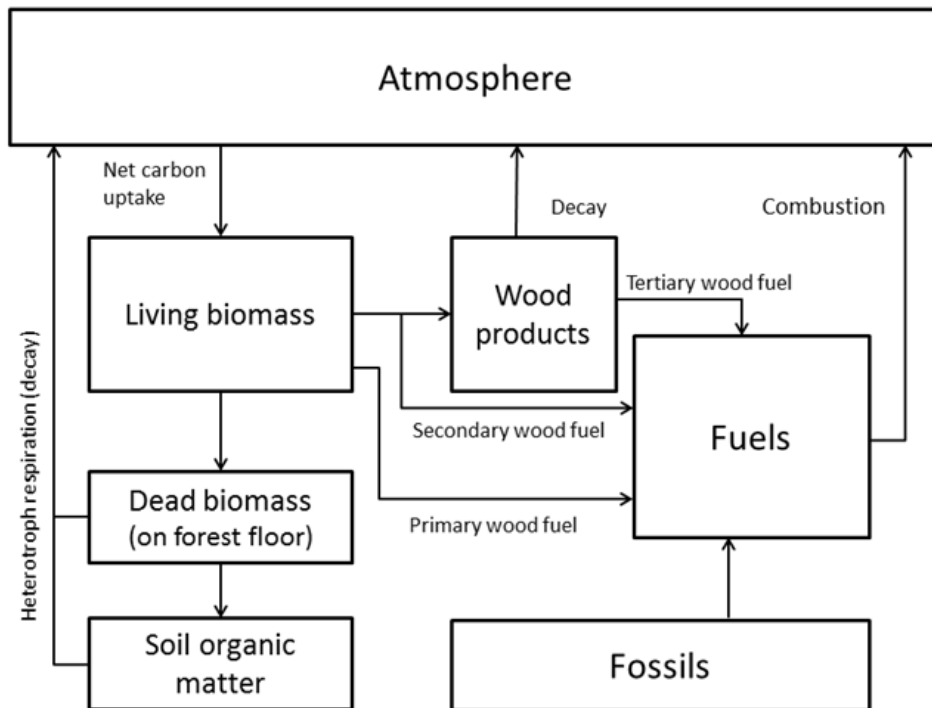 Atmosphere
Net carbon
uptake
Decay
Combustion
Living biomass
Wood
products
Tertiary wood fuel
Heterotroph respiration (decay)
Secondary wood fuel
Fuels
Dead biomass
(on forest floor)
Primary wood fuel
Soil organic
matter
Fossils